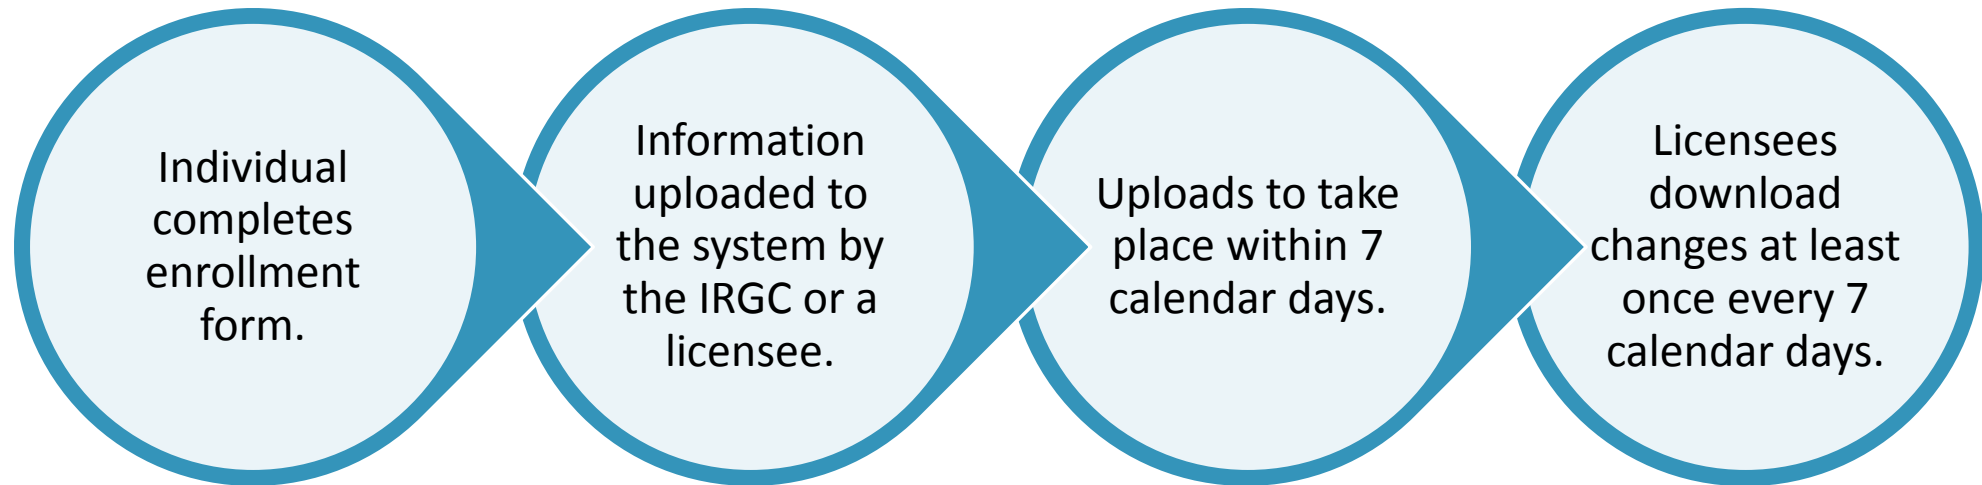 Individual
completes
enrollment
form.
Information
uploaded to
the system by
the IRGC or a
licensee.
Uploads to take
place within 7
calendar days.
Licensees
download
changes at least
once every 7
calendar days.